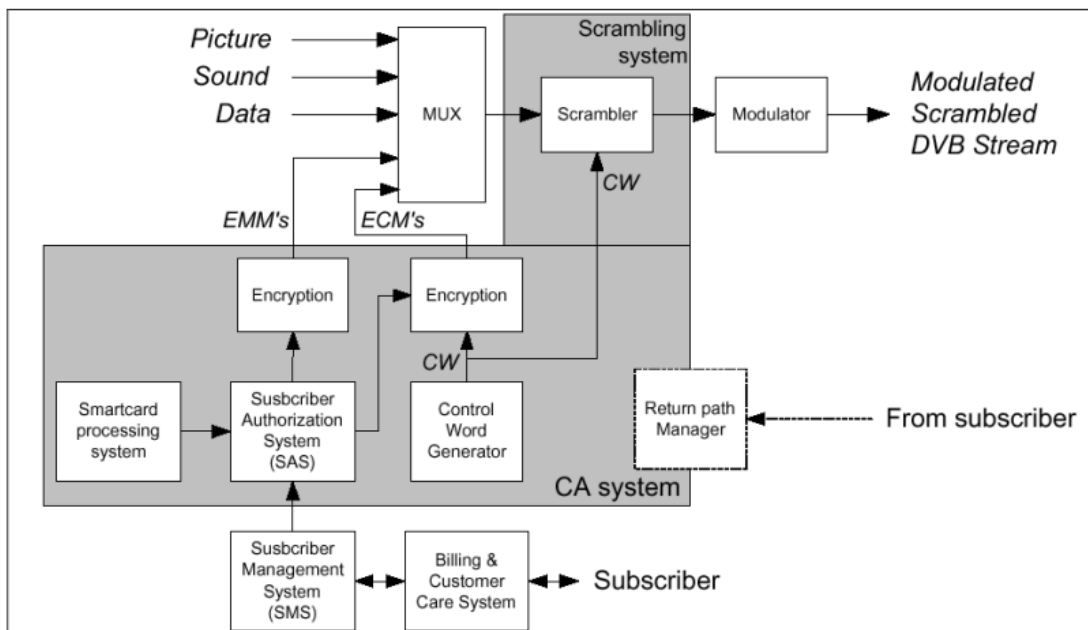 Picture
Sound
Data
MUX
Scrambling
system
Scrambler
Modulator
Modulated
Scrambled
DVB Stream
CW
EMM's
ECM's
Encryption
Encryption
CW
Smartcard
processing
system
Susbcriber
Authorization
System
(SAS)
Control
Word
Generator
Return path
Manager
From subscriber
CA system
Susbcriber
Management
System
(SMS)
Billing &
Customer
Care System
Subscriber